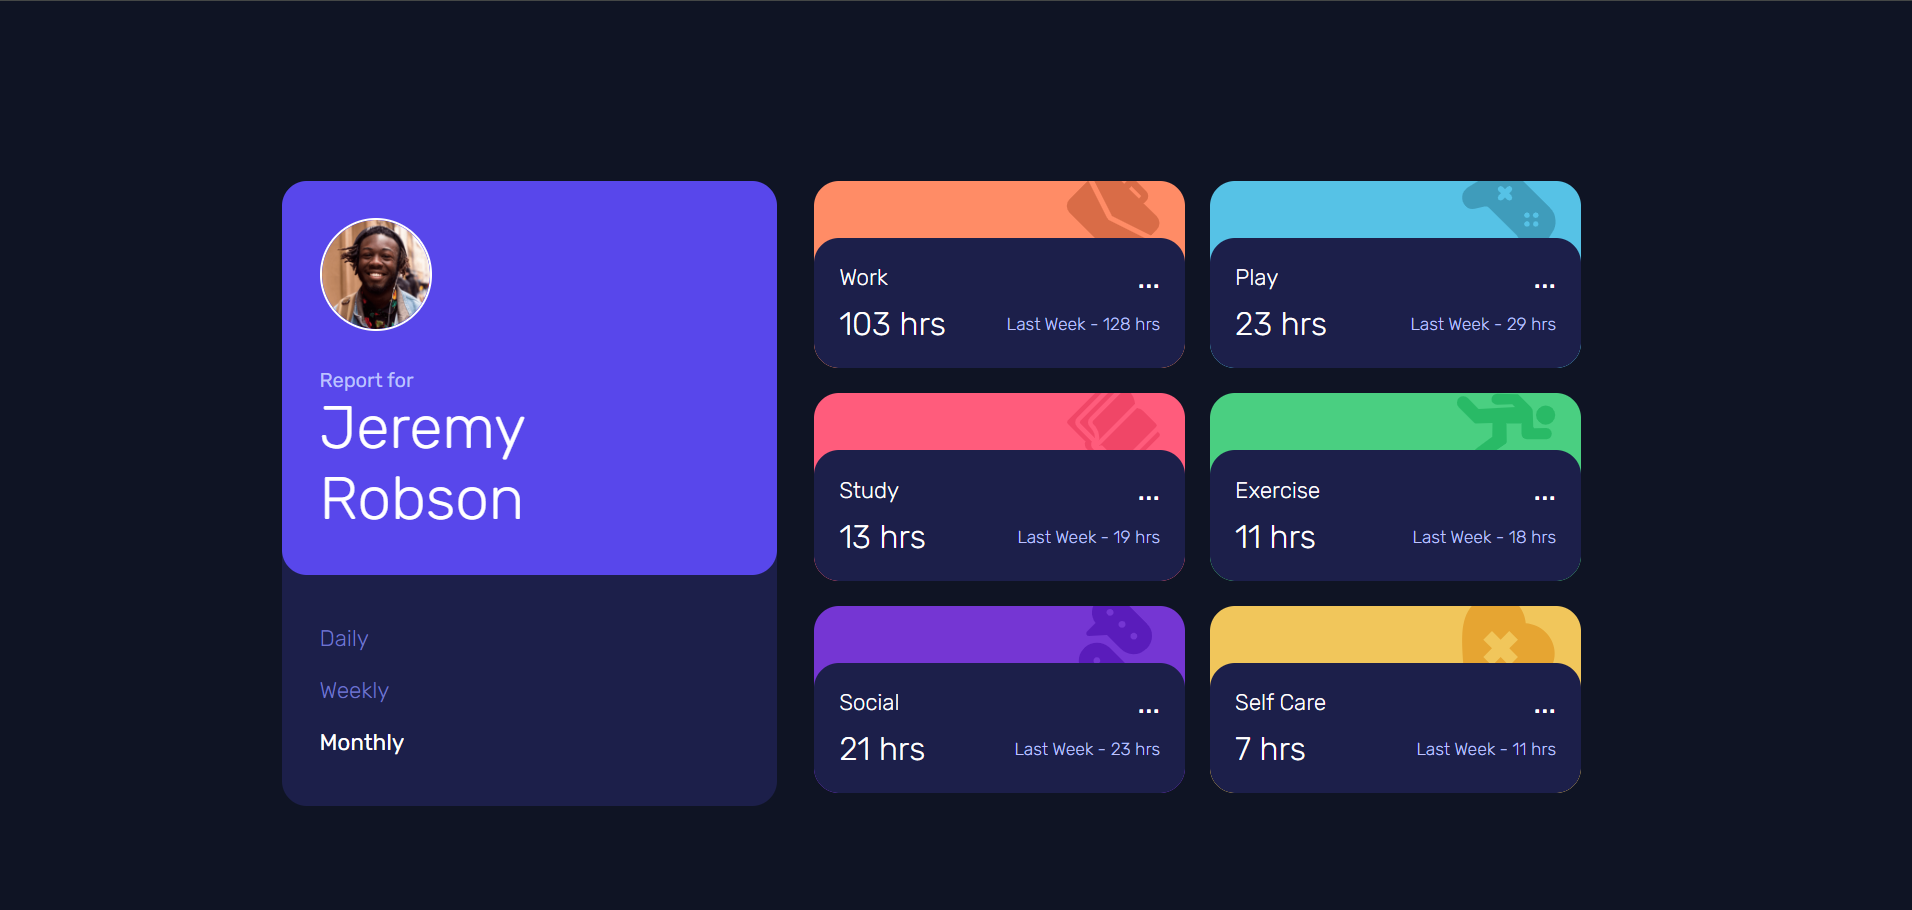 Report for
Jeremy
Robson
Daily
Weekly
Monthly
Work
...
103 hrs
Last Week - 128 hrs
Play
...
23 hrs
Last Week - 29 hrs
Study
...
13 hrs
Last Week - 19 hrs
Exercise
...
11 hrs
Last Week - 18 hrs
Social
...
21 hrs
Last Week - 23 hrs
Self Care
...
7 hrs
Last Week - 11 hrs